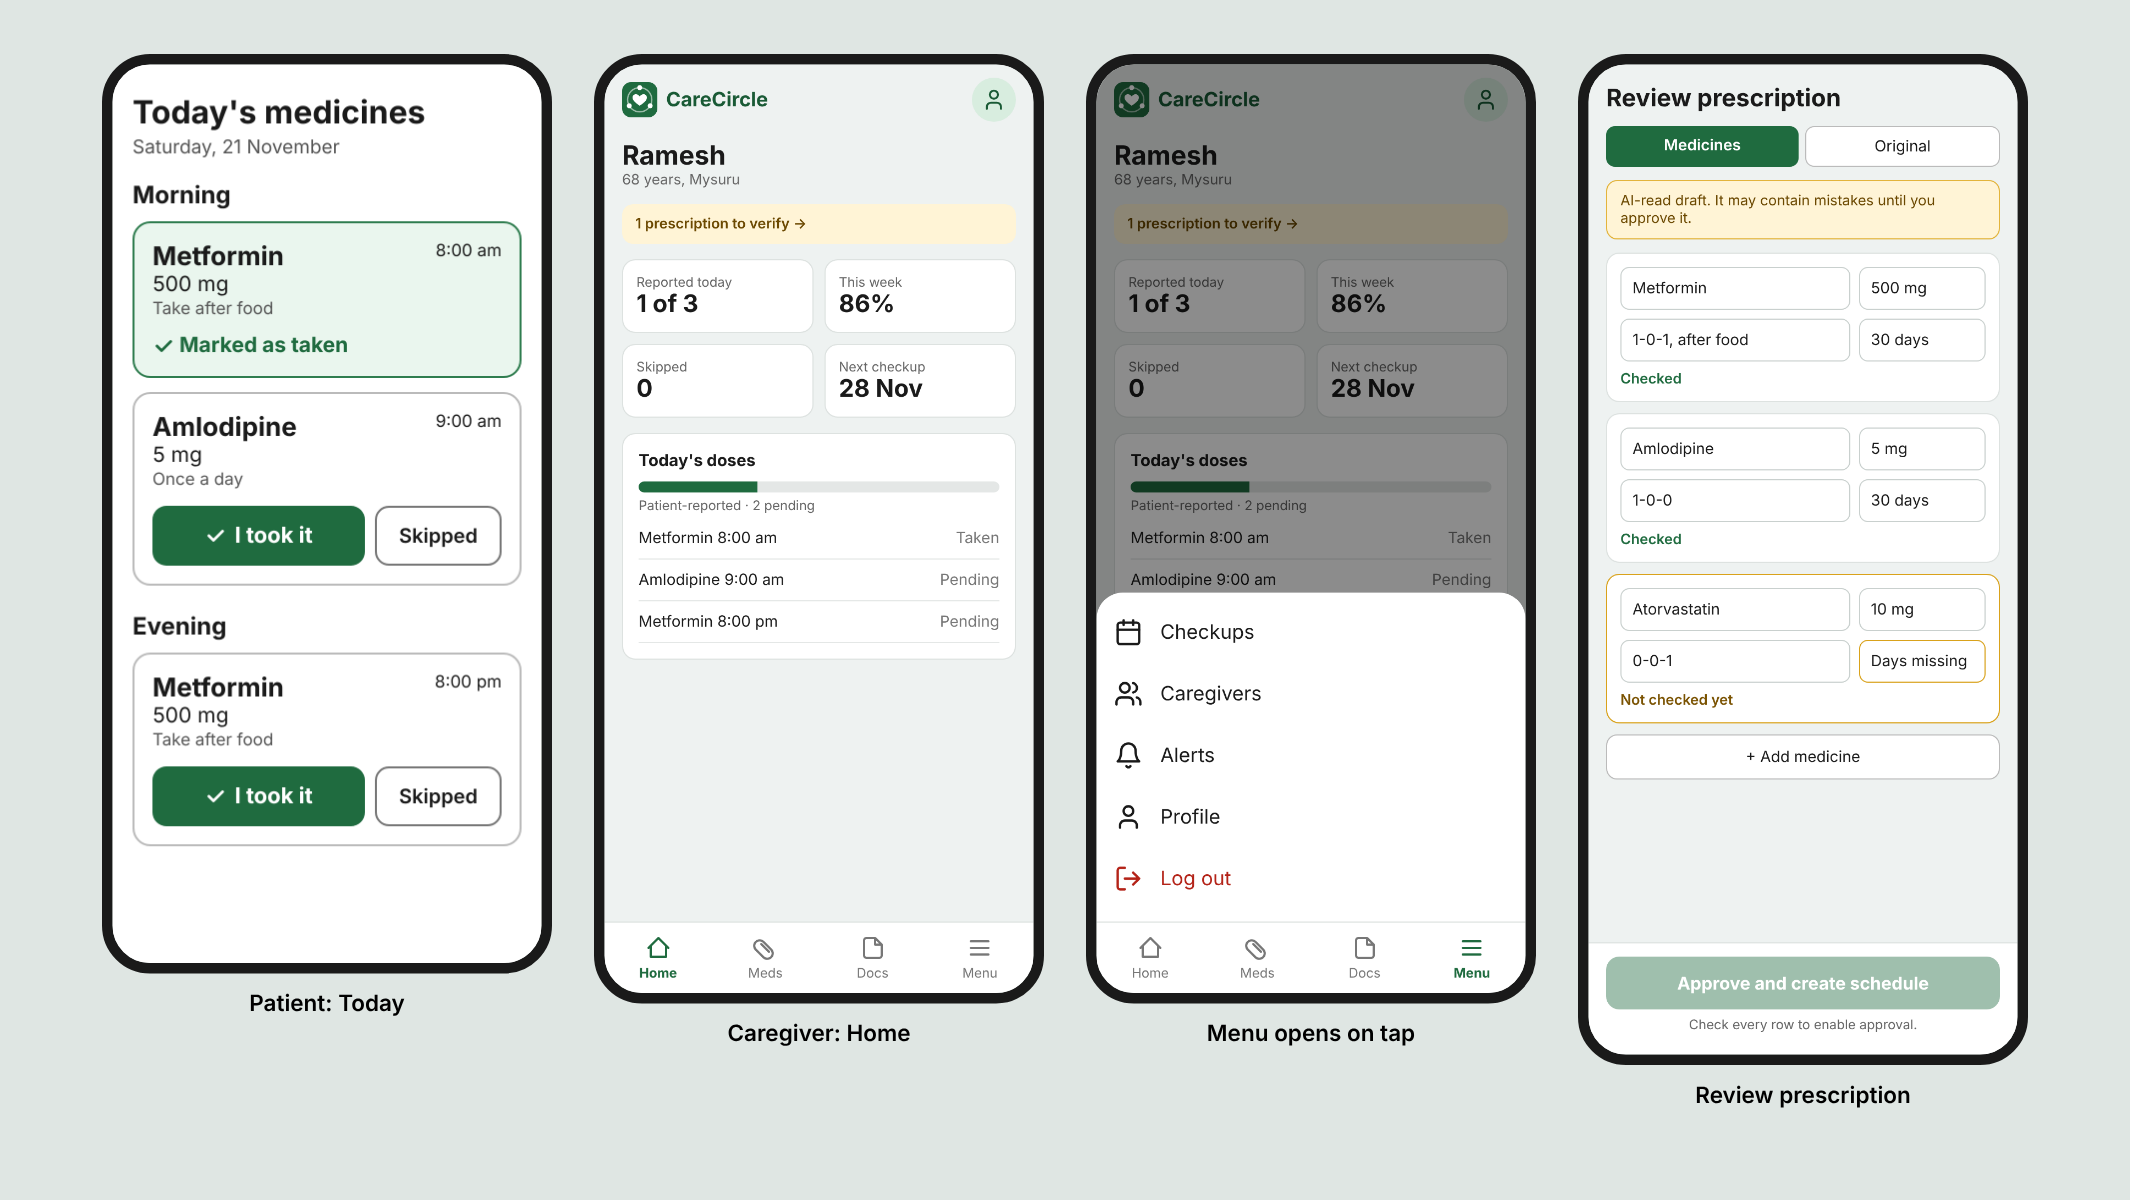 Today's medicines
Saturday, 21 November
Morning
Metformin 8:00 am
500 mg
Take after food
Marked as taken
Amlodipine 9:00 am
5 mg
Once a day
I took it Skipped
Evening
Metformin 8:00 pm
500 mg
Take after food
I took it Skipped
Patient: Today
CareCircle
Ramesh
68 years, Mysuru
1 prescription to verify →
Reported today
1 of 3
This week
86%
Skipped
0
Next checkup
28 Nov
Today's doses
Patient-reported · 2 pending
Metformin 8:00 am Taken
Amlodipine 9:00 am Pending
Metformin 8:00 pm Pending
Home Meds Docs Menu
Caregiver: Home
CareCircle
Ramesh
68 years, Mysuru
1 prescription to verify →
Reported today
1 of 3
This week
86%
Skipped
0
Next checkup
28 Nov
Today's doses
Patient-reported · 2 pending
Metformin 8:00 am Taken
Amlodipine 9:00 am Pending
Checkups
Caregivers
Alerts
Profile
Log out
Home Meds Docs Menu
Menu opens on tap
Review prescription
Medicines Original
AI-read draft. It may contain mistakes until you
approve it.
Metformin 500 mg
1-0-1, after food 30 days
Checked
Amlodipine 5 mg
1-0-0 30 days
Checked
Atorvastatin 10 mg
0-0-1 Days missing
Not checked yet
+ Add medicine
Approve and create schedule
Check every row to enable approval.
Review prescription